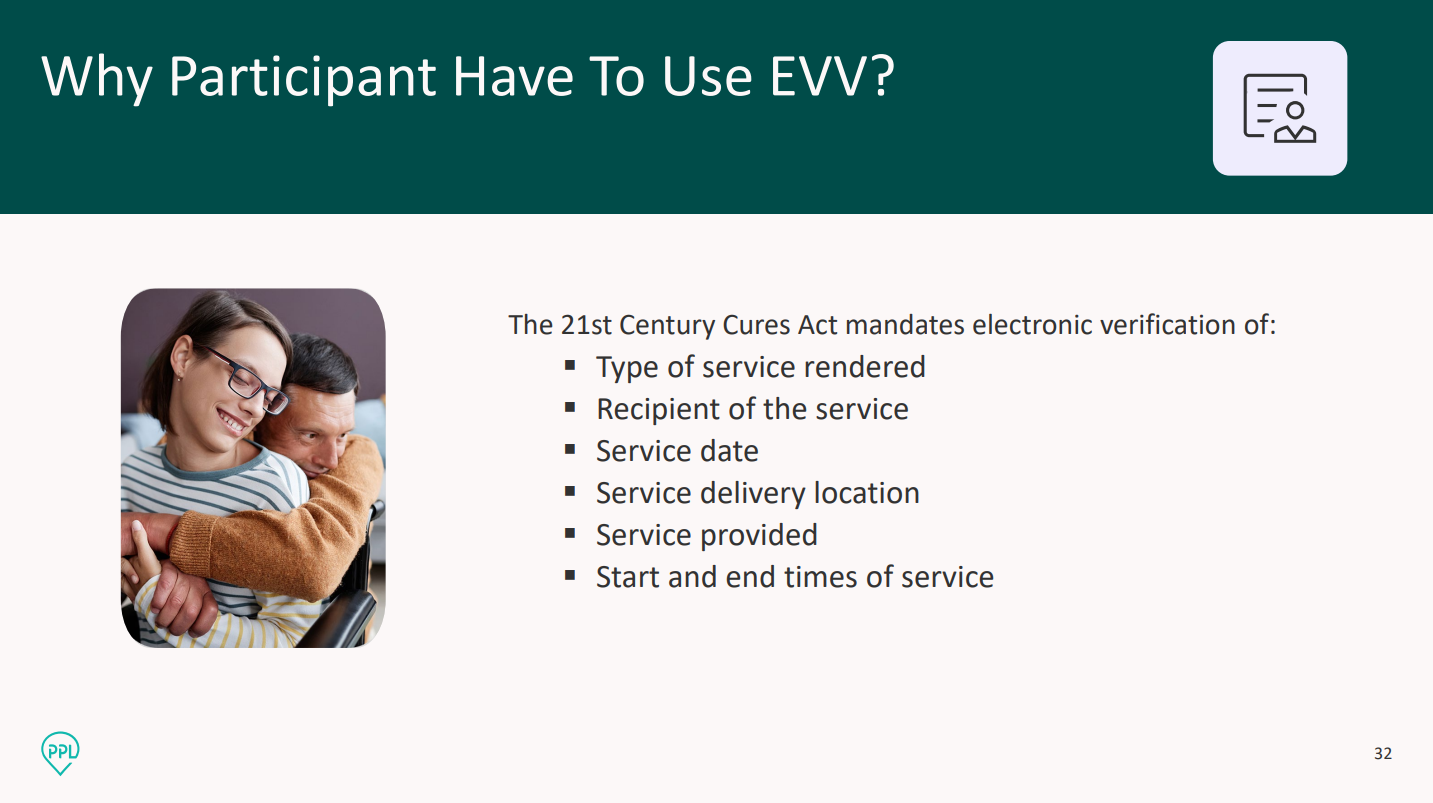 Why Participant Have To Use EVV?
The 21st Century Cures Act mandates electronic verification of:
▪ Type of service rendered
▪ Recipient of the service
▪ Service date
▪ Service delivery location
▪ Service provided
▪ Start and end times of service
PPL
32